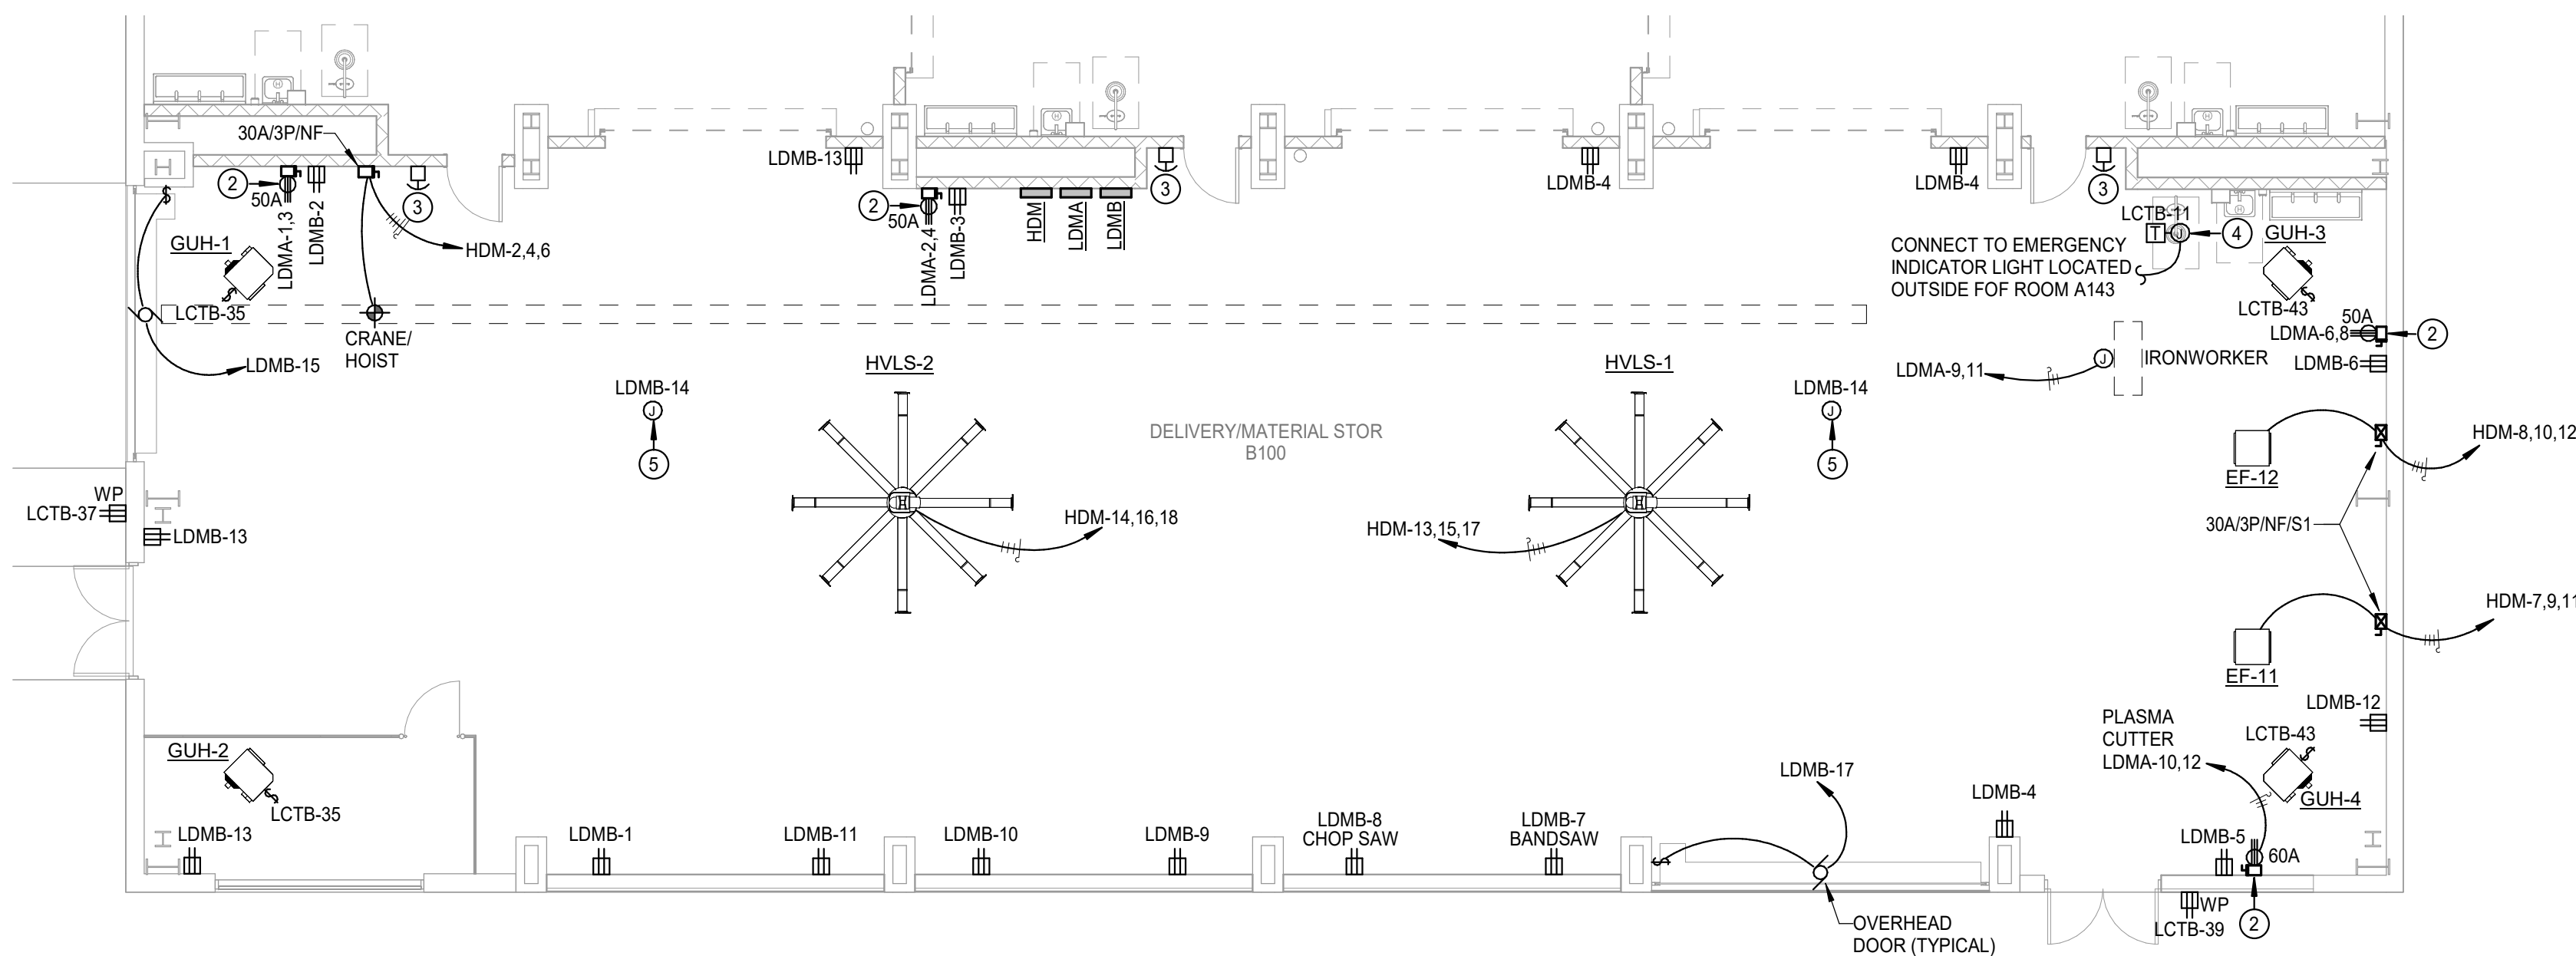 30A/3P/NF
2
50A
LDMA-1,3
LDMB-2
3
HDM-2,4,6
GUH-1
LCTB-35
CRANE/
HOIST
LDMB-15
LDMB-13
2
50A
LDMA-2,4
LDMB-3
HDM
LDMA
LDMB
3
LDMB-4
LDMB-4
3
LCTB-11
T
J
4
CONNECT TO EMERGENCY
INDICATOR LIGHT LOCATED
OUTSIDE FOF ROOM A143
GUH-3
LCTB-43
50A
LDMA-6,8
2
LDMB-6
J
IRONWORKER
LDMA-9,11
HVLS-2
HVLS-1
LDMB-14
J
5
LDMB-14
J
5
DELIVERY/MATERIAL STOR
B100
HDM-8,10,12
EF-12
WP
LCTB-37
LDMB-13
HDM-14,16,18
HDM-13,15,17
30A/3P/NF/S1
HDM-7,9,11
EF-11
LDMB-12
PLASMA
CUTTER
LDMA-10,12
LCTB-43
GUH-4
GUH-2
LCTB-35
LDMB-13
LDMB-1
LDMB-11
LDMB-10
LDMB-9
LDMB-8
CHOP SAW
LDMB-7
BANDSAW
LDMB-17
LDMB-4
LDMB-5
60A
WP
LCTB-39
2
OVERHEAD
DOOR (TYPICAL)